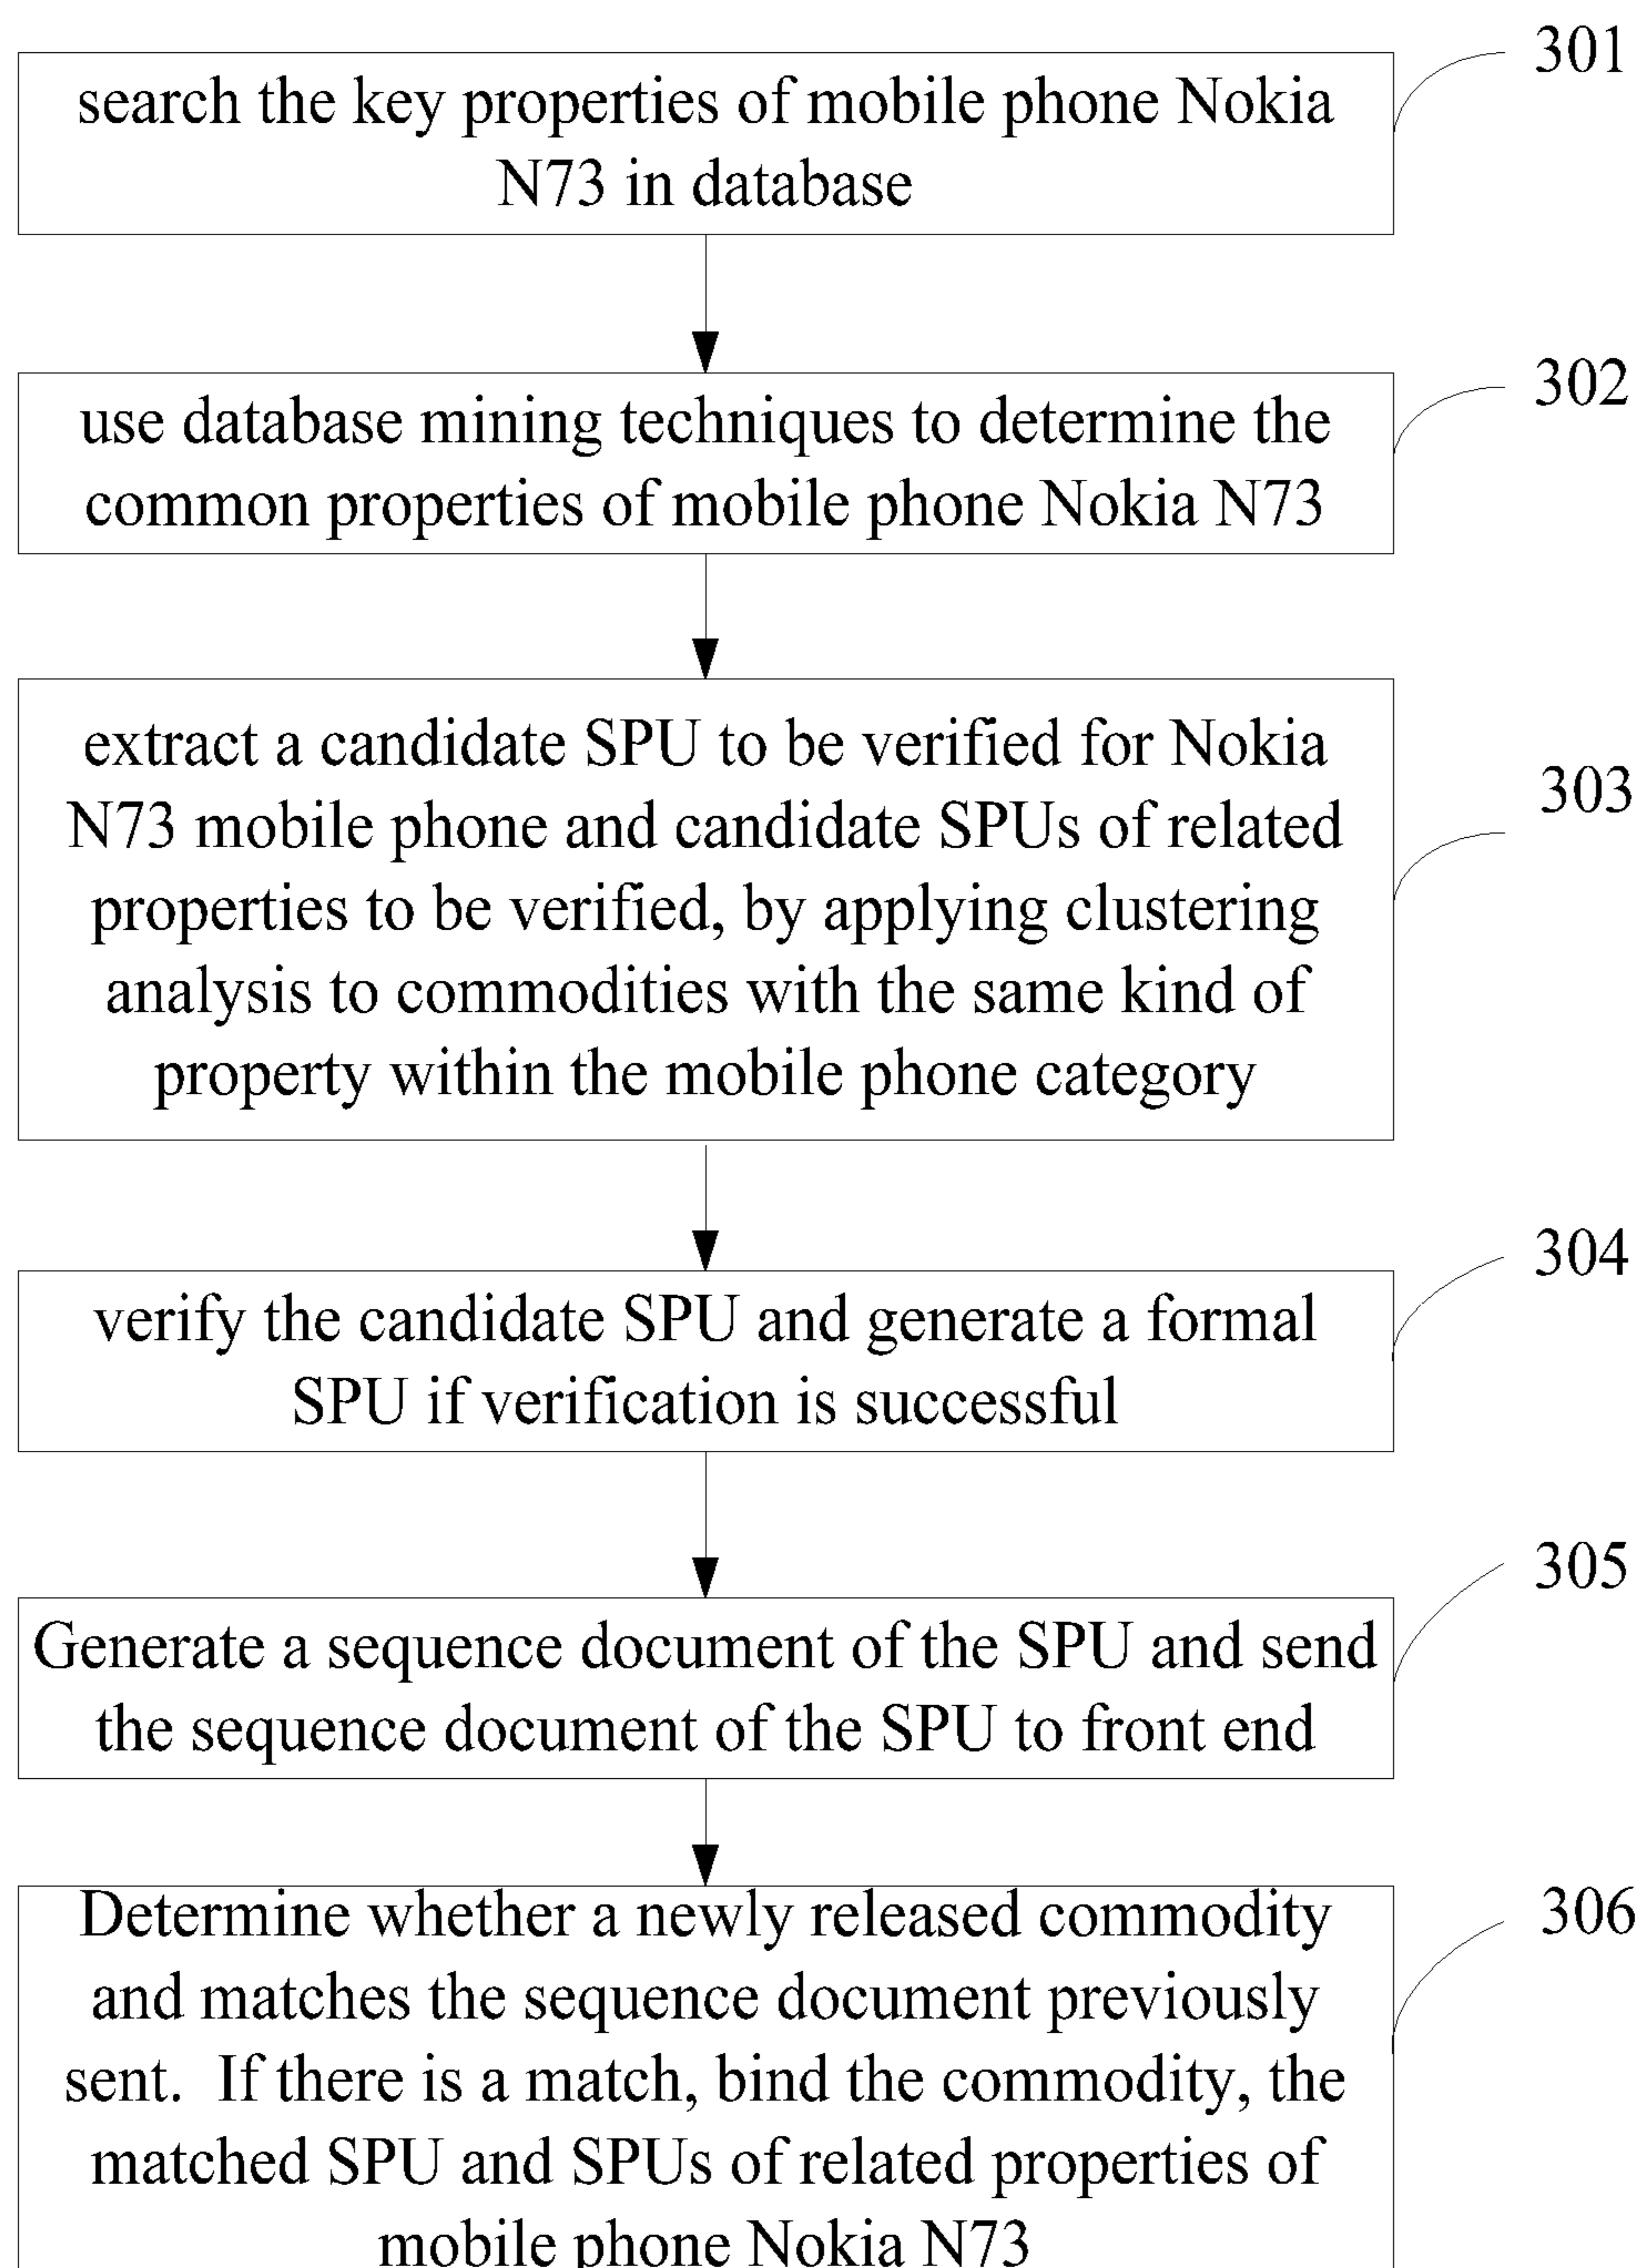 301
search the key properties of mobile phone Nokia
N73 in database
302
use database mining techniques to determine the
common properties of mobile phone Nokia N73
303
extract a candidate SPU to be verified for Nokia
N73 mobile phone and candidate SPUs of related
properties to be verified, by applying clustering
analysis to commodities with the same kind of
property within the mobile phone category
304
verify the candidate SPU and generate a formal
SPU if verification is successful
305
Generate a sequence document of the SPU and send
the sequence document of the SPU to front end
306
Determine whether a newly released commodity
and matches the sequence document previously
sent.  If there is a match, bind the commodity, the
matched SPU and SPUs of related properties of
mobile phone Nokia N73